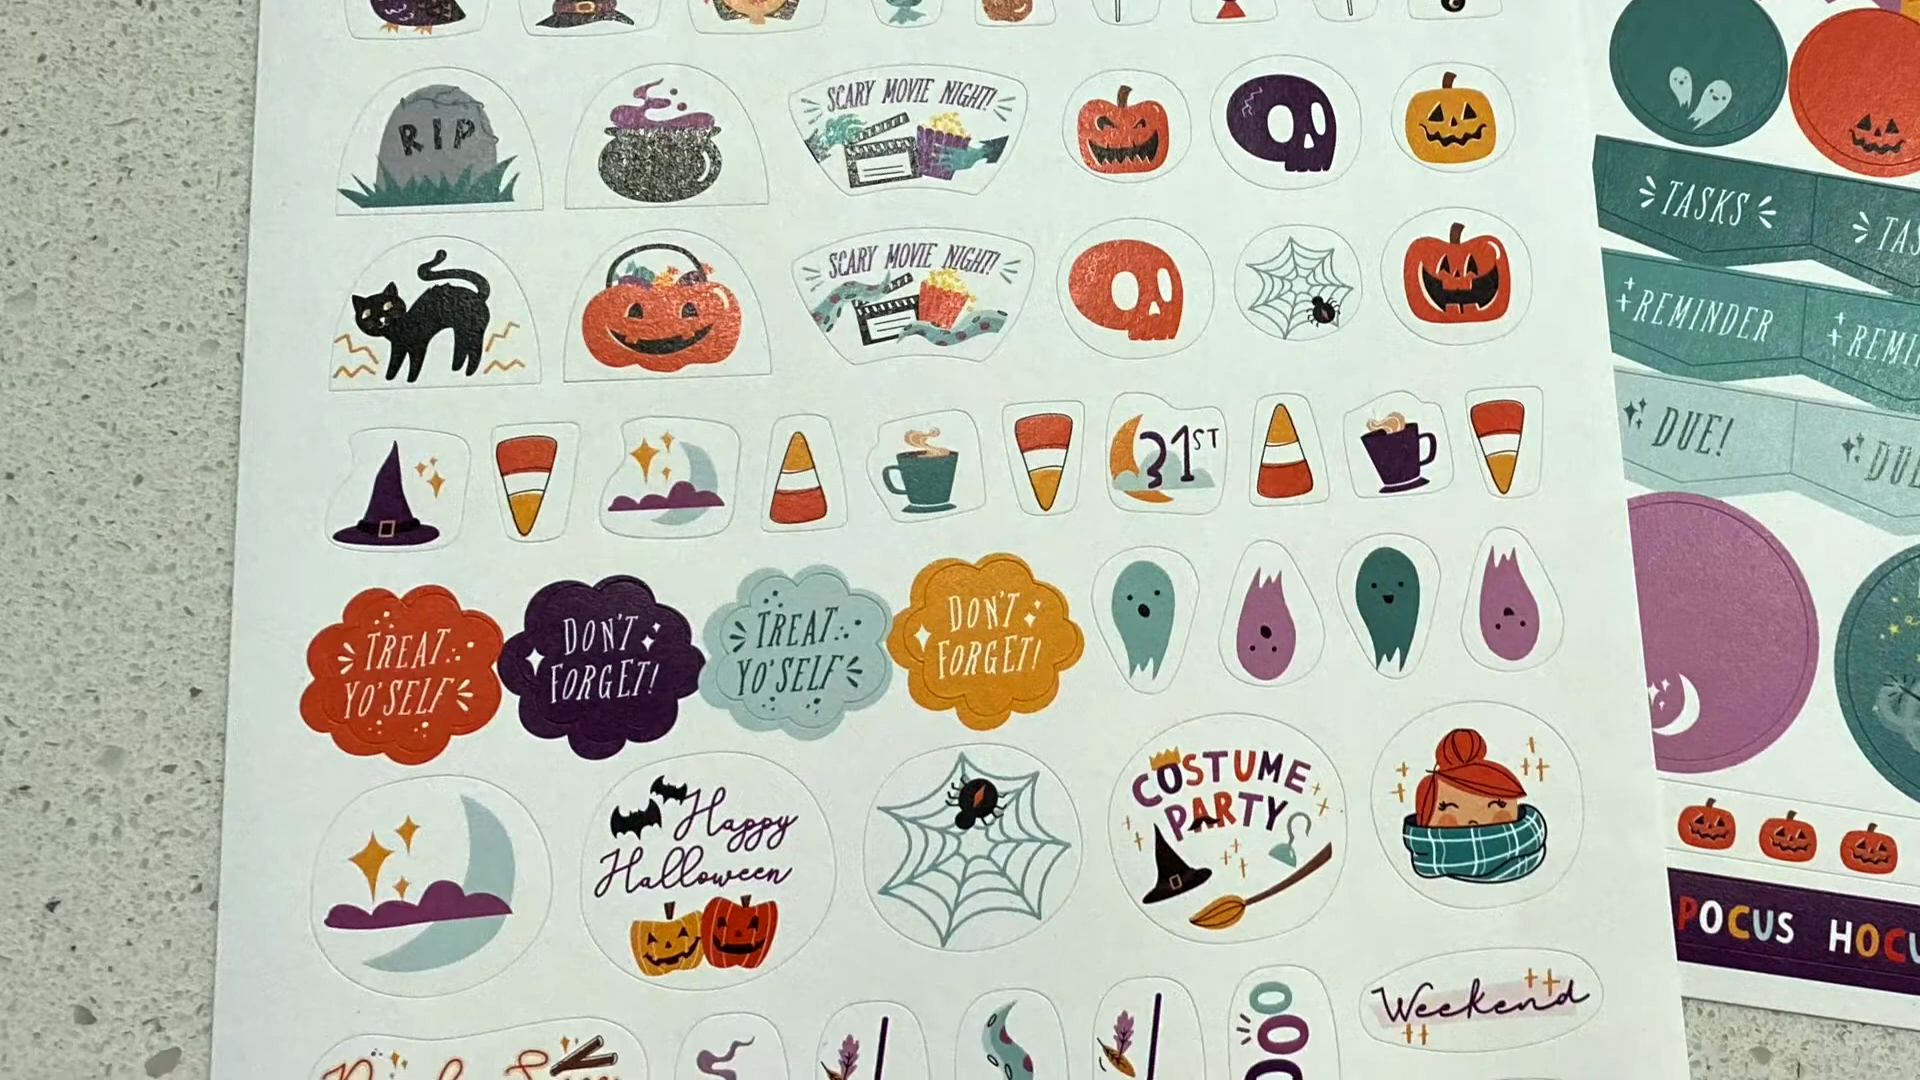 RIP
SCARY MOVIE NIGHT!
SCARY MOVIE NIGHT!
31ST
TREAT
YO'SELF
DON'T
FORGET!
TREAT
YO'SELF
DON'T
FORGET!
Happy
Halloween
COSTUME
PARTY
Weekend
TASKS
REMINDER
DUE!
POCUS